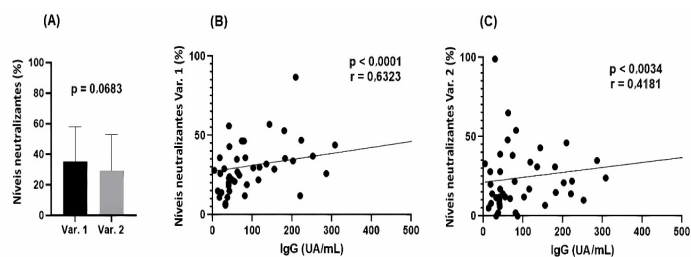 (A)
Níveis neutralizantes (%)
100
80
60
40
20
0
p = 0.0683
Var. 1
Var. 2
(B)
Níveis neutralizantes Var. 1 (%)
100
50
0
p < 0.0001
r = 0,6323
0
100
200
300
400
500
IgG (UA/mL)
(C)
Níveis neutralizantes Var. 2 (%)
100
50
0
p < 0.0034
r = 0,4181
0
100
200
300
400
500
IgG (UA/mL)